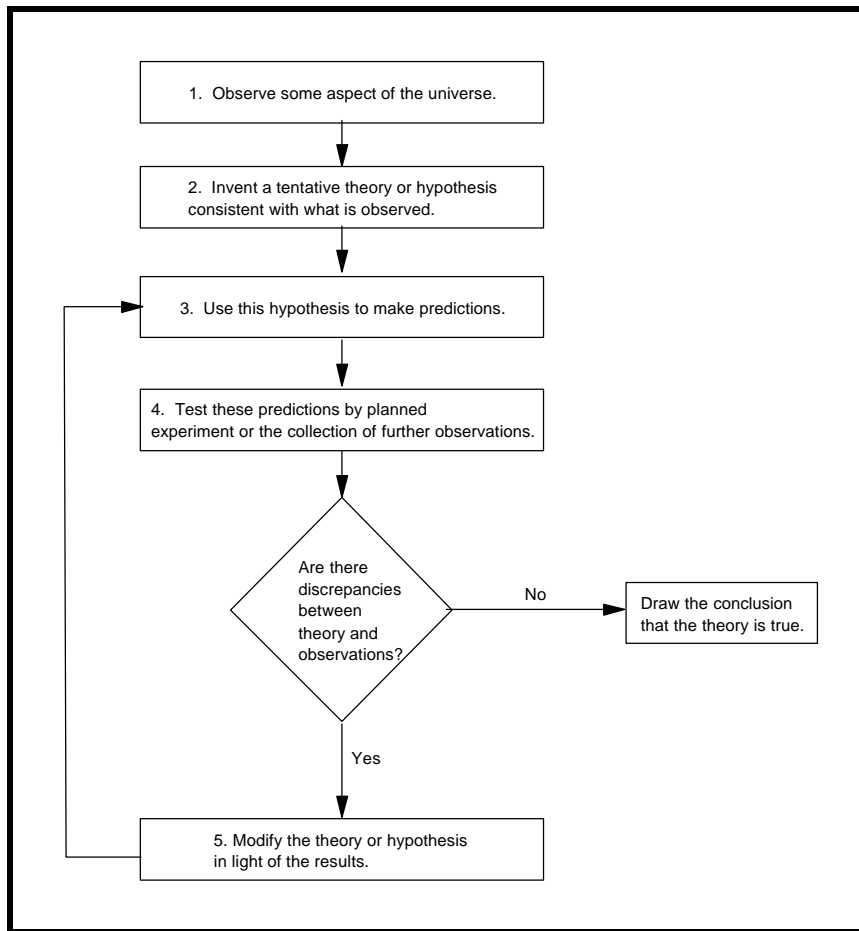 1. Observe some aspect of the universe.
2. Invent a tentative theory or hypothesis
consistent with what is observed.
3. Use this hypothesis to make predictions.
4. Test these predictions by planned
experiment or the collection of further observations.
Are there
discrepancies
between
theory and
observations?
No
Draw the conclusion
that the theory is true.
Yes
5. Modify the theory or hypothesis
in light of the results.